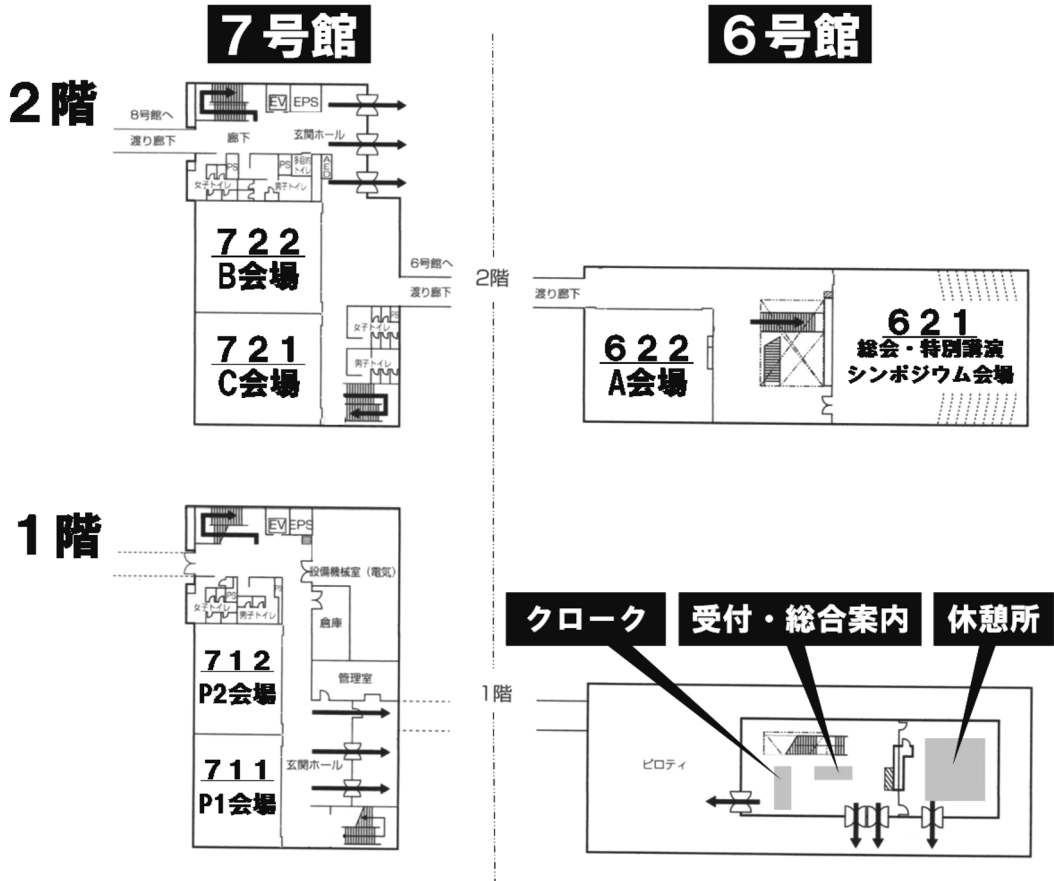 ７号館
６号館
２階
8号館へ
渡り廊下
廊下
EV
EPS
玄関ホール
PS
PS
多目的
トイレ
AED
女子トイレ
男子トイレ
７２２
B会場
７２１
C会場
6号館へ
渡り廊下
女子トイレ
PS
男子トイレ
2階
渡り廊下
６２２
A会場
６２１
総会・特別講演
シンポジウム会場
１階
EV
EPS
設備機械室（電気）
PS
PS
女子トイレ
男子トイレ
倉庫
管理室
７１２
P2会場
７１１
P1会場
玄関ホール
1階
クローク
受付・総合案内
休憩所
ピロティ